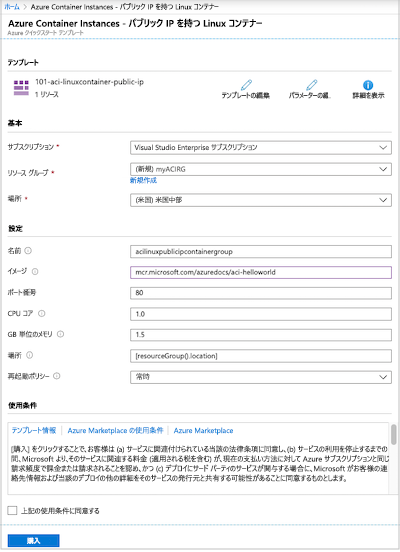 ホーム > Azure Container Instances - パブリック IP を持つ Linux コンテナー
Azure Container Instances - パブリック IP を持つ Linux コンテナー
Azure クイックスタート テンプレート
テンプレート
101-aci-linuxcontainer-public-ip
1 リソース
テンプレートの編集 パラメーターの編. 詳細を表示
基本
サブスクリプション * Visual Studio Enterprise サブスクリプション
リソース グループ * (新規) myACIRG
新規作成
場所 * (米国) 米国中部
設定
名前 acilinuxpublicipcontainergroup
イメージ mcr.microsoft.com/azuredocs/aci-helloworld
ポート番号 80
CPU コア 1.0
GB 単位のメモリ 1.5
場所 [resourceGroup().location]
再起動ポリシー 常時
使用条件
テンプレート情報 | Azure Marketplace の使用条件 | Azure Marketplace
[購入] をクリックすることで、お客様は (a) サービスに関連付けられている該当の法律条項に同意し、(b) サービスの利用を停止するまでの
間、Microsoft より、そのサービスに関連する料金 (適用される税を含む) が、現在の支払い方法に対して Azure サブスクリプションと同じ
請求頻度で課金または請求されることを認め、かつ (c) デプロイにサード パーティのサービスが関与する場合に、Microsoft がお客様の連
絡先情報および当該のデプロイの他の詳細をそのサービスの発行元と共有する可能性があることに同意するものとします。
上記の使用条件に同意する
購入